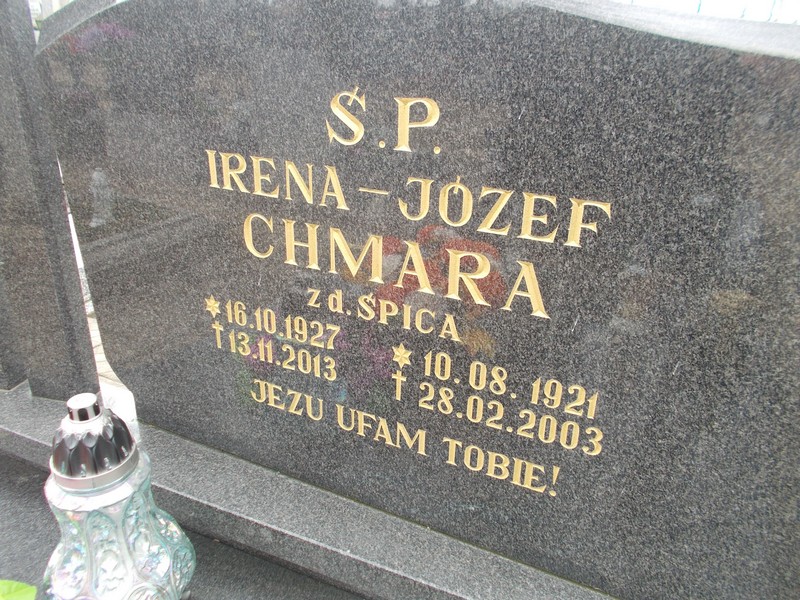 Ś.P.
IRENA – JÓZEF
CHMARA
z d. ŚPICA
* 16.10.1927
† 13.11.2013
* 10.08.1921
† 28.02.2003
JEZU UFAM TOBIE!